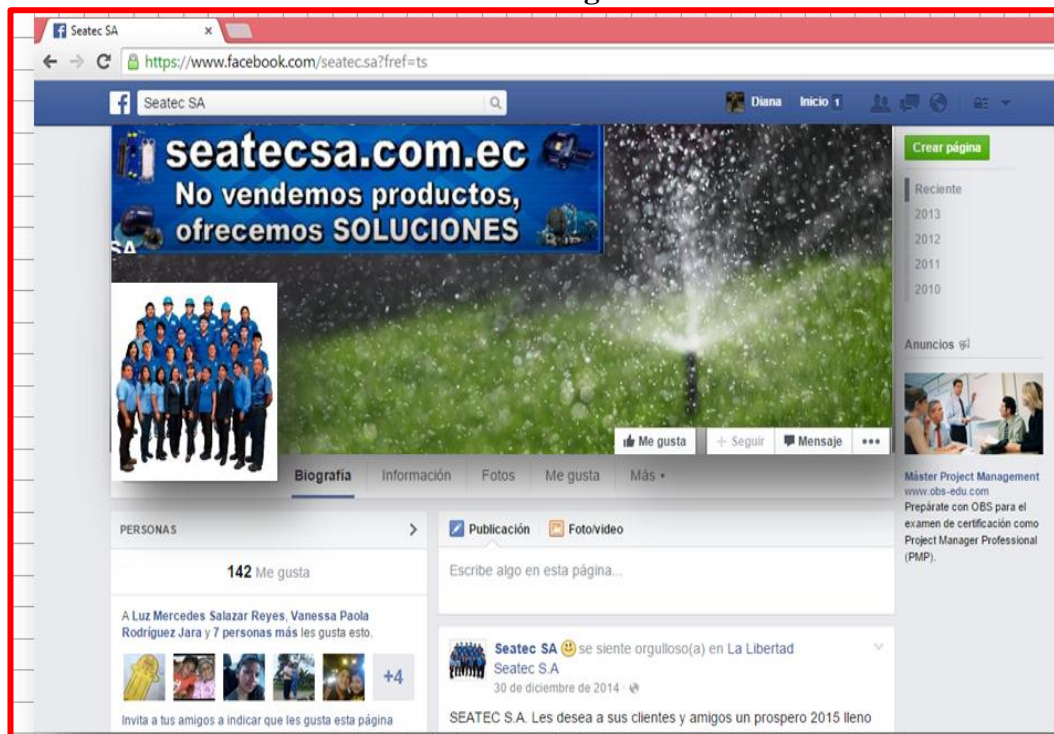 Seatec SA
https://www.facebook.com/seatec.sa?fref=ts
Seatec SA
Diana Inicio 1
seatecsa.com.ec
No vendemos productos,
ofrecemos SOLUCIONES
SA
Me gusta + Seguir Mensaje
Biografía Información Fotos Me gusta Más
PERSONAS
142 Me gusta
A Luz Mercedes Salazar Reyes, Vanessa Paola
Rodríguez Jara y 7 personas más les gusta esto.
+4
Invita a tus amigos a indicar que les gusta esta página
Publicación Foto/video
Escribe algo en esta página...
Seatec SA se siente orgulloso(a) en La Libertad
Seatec S.A
30 de diciembre de 2014
SEATEC S.A. Les desea a sus clientes y amigos un prospero 2015 lleno
Crear página
Reciente
2013
2012
2011
2010
Anuncios
Máster Project Management
www.obs-edu.com
Prepárate con OBS para el
examen de certificación como
Project Manager Professional
(PMP).